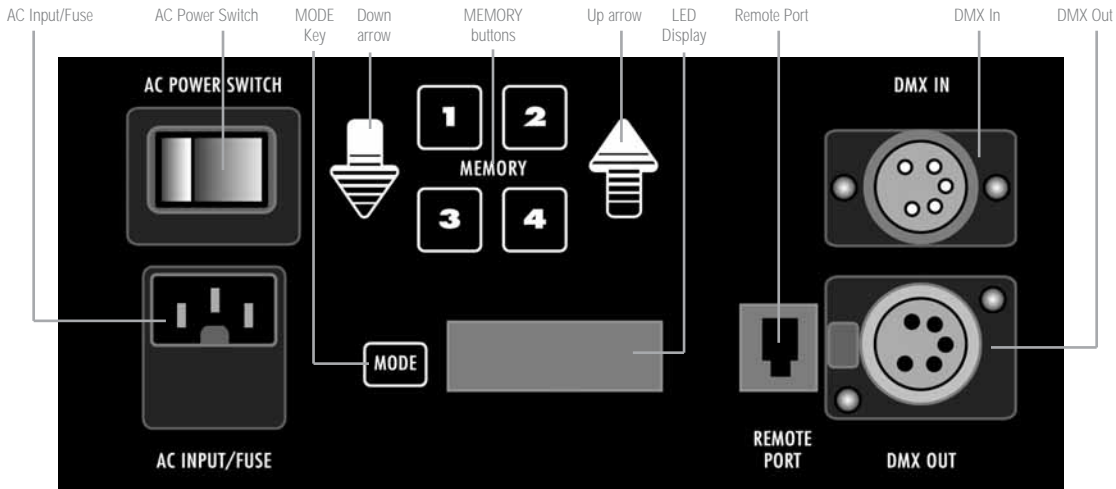 AC Input/Fuse
AC Power Switch
MODE
Key
Down
arrow
MEMORY
buttons
Up arrow
LED
Display
Remote Port
DMX In
DMX Out
AC POWER SWITCH
1
2
MEMORY
3
4
DMX IN
MODE
AC INPUT/FUSE
REMOTE
PORT
DMX OUT